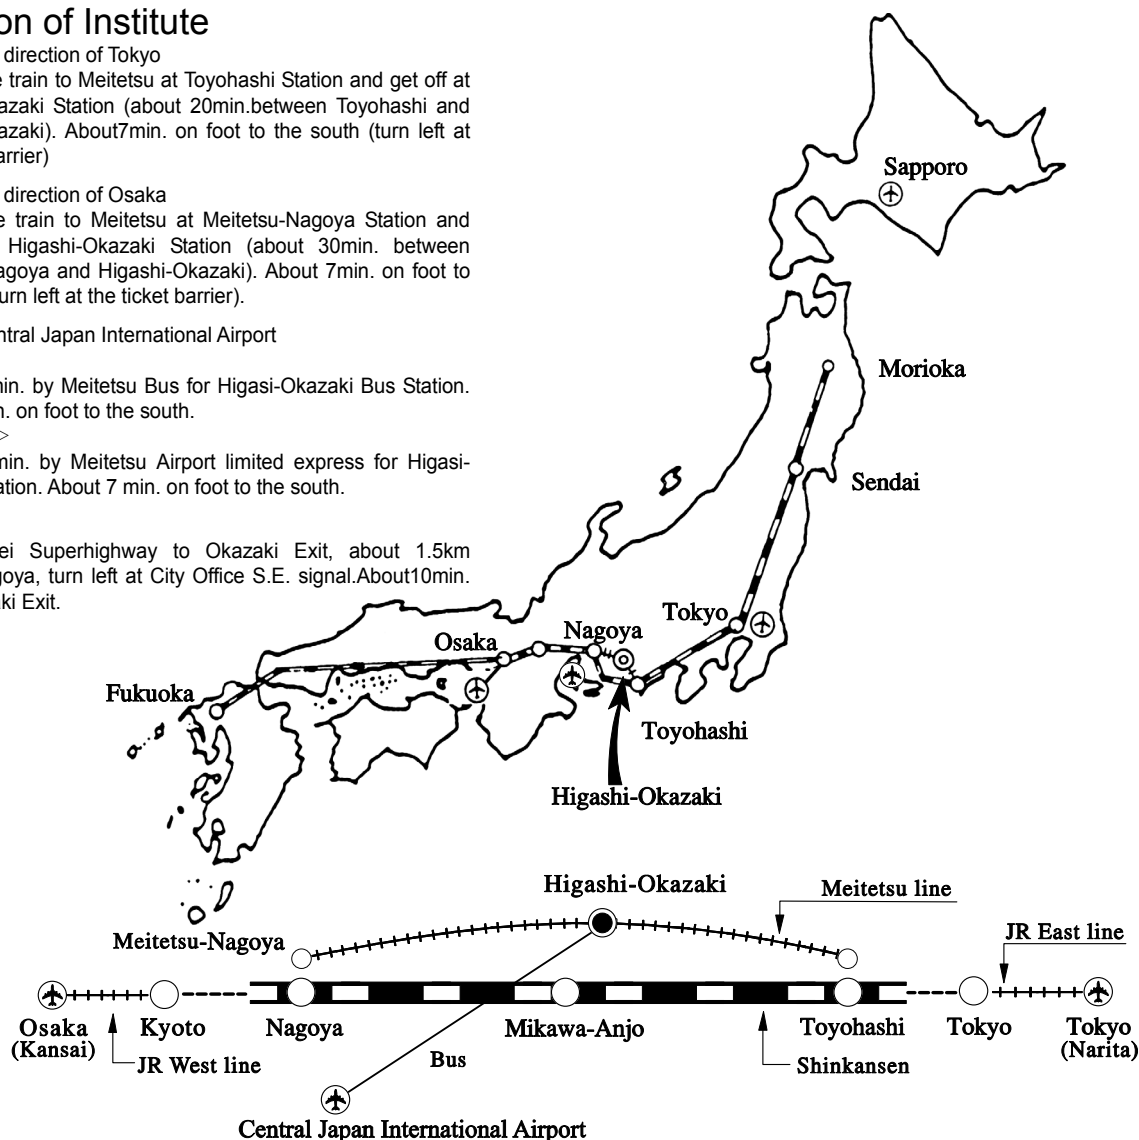 on of Institute
direction of Tokyo
e train to Meitetsu at Toyohashi Station and get off at
kazaki Station (about 20min.between Toyohashi and
azaki). About7min. on foot to the south (turn left at
arrier)
direction of Osaka
e train to Meitetsu at Meitetsu-Nagoya Station and
Higashi-Okazaki Station (about 30min. between
agoya and Higashi-Okazaki). About 7min. on foot to
urn left at the ticket barrier).
ntral Japan International Airport
min. by Meitetsu Bus for Higasi-Okazaki Bus Station.
n. on foot to the south.
>
min. by Meitetsu Airport limited express for Higasi-
ation. About 7 min. on foot to the south.
ei Superhighway to Okazaki Exit, about 1.5km
goya, turn left at City Office S.E. signal.About10min.
aki Exit.
Sapporo
Morioka
Sendai
Tokyo
Nagoya
Osaka
Fukuoka
Toyohashi
Higashi-Okazaki
Higashi-Okazaki
Meitetsu line
Meitetsu-Nagoya
JR East line
Osaka
(Kansai)
Kyoto
Nagoya
Mikawa-Anjo
Toyohashi
Tokyo
Tokyo
(Narita)
JR West line
Bus
Shinkansen
Central Japan International Airport